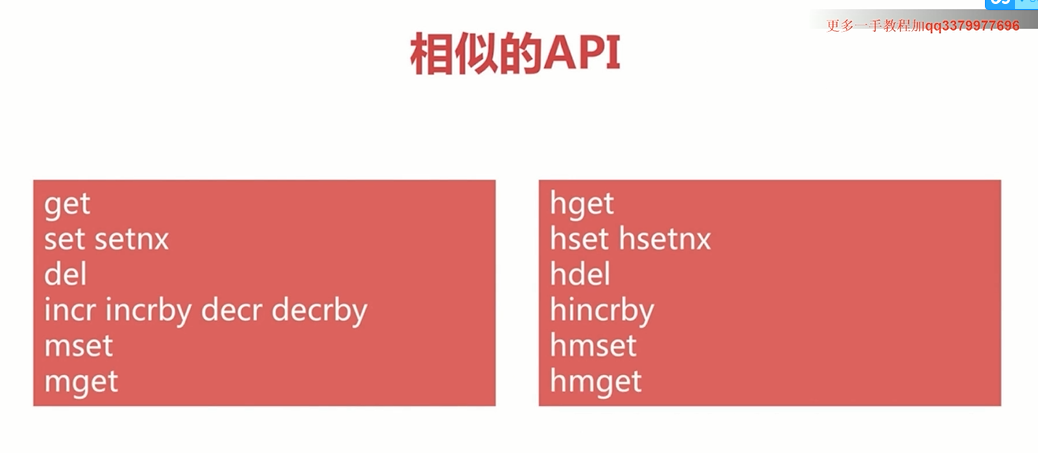 更多一手教程加qq3379977696
相似的API
get
set setnx
del
incr incrby decr decrby
mset
mget
hget
hset hsetnx
hdel
hincrby
hmset
hmget